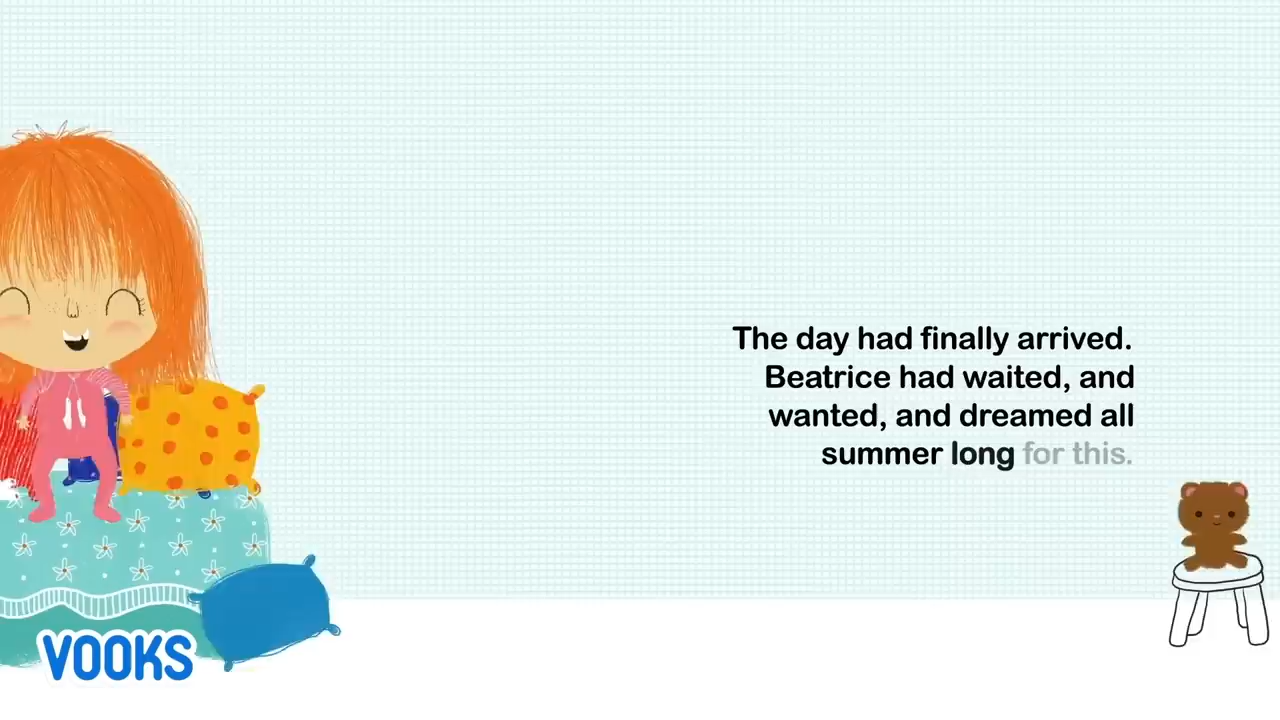 The day had finally arrived.
Beatrice had waited, and
wanted, and dreamed all
summer long for this.
VOOKS